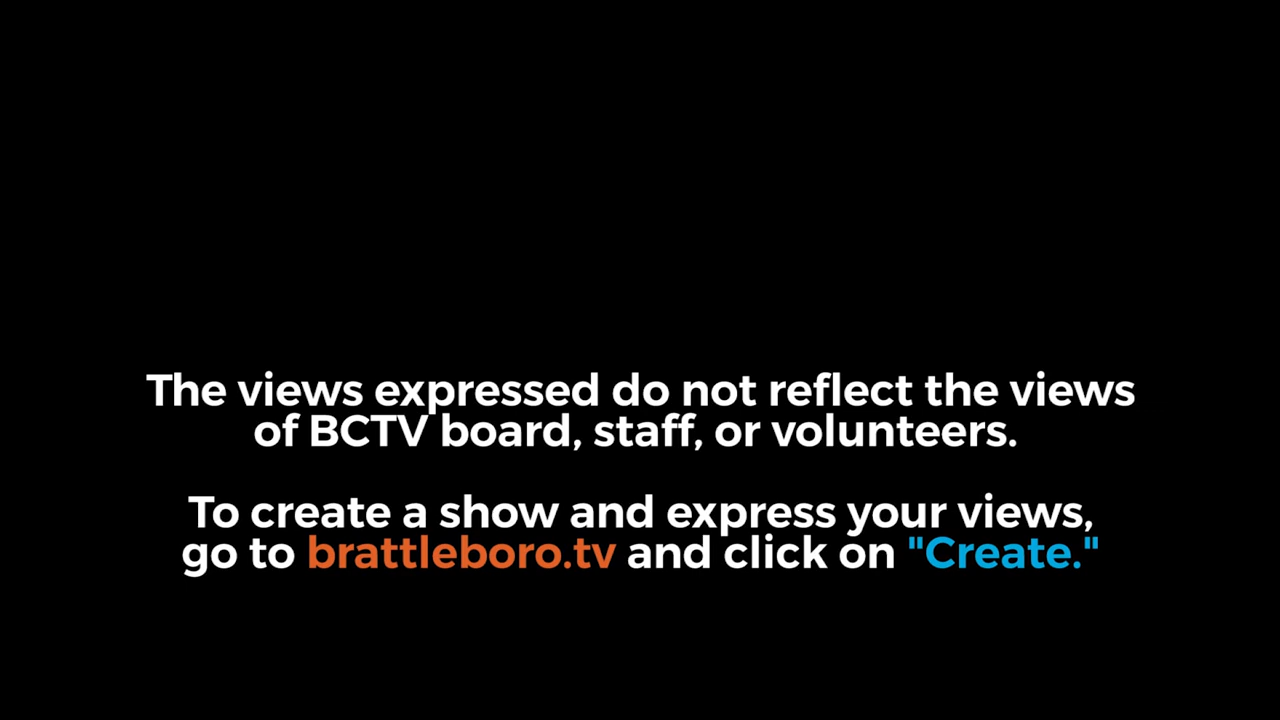 The views expressed do not reflect the views
of BCTV board, staff, or volunteers.
To create a show and express your views,
go to brattleboro.tv and click on "Create."